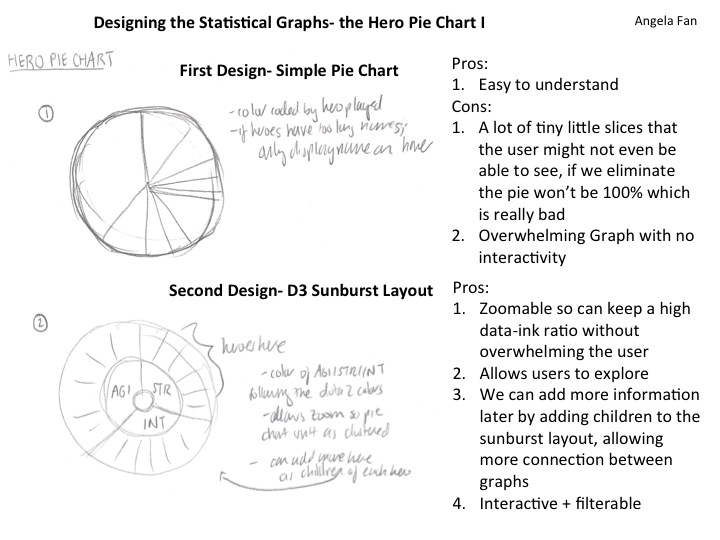 Designing the Statistical Graphs- the Hero Pie Chart I
Angela Fan
HERO PIE CHART
First Design- Simple Pie Chart
1
- color coded by hero played
- if heroes have too long names,
only display name on hover
Pros:
1. Easy to understand
Cons:
1. A lot of tiny little slices that
the user might not even be
able to see, if we eliminate
the pie won't be 100% which
is really bad
2. Overwhelming Graph with no
interactivity
Second Design- D3 Sunburst Layout
2
AGI
STR
INT
heroes here
- color of AGI/STR/INT
following the dota 2 colors
- allows zoom so pie
chart isn't as cluttered
- can add more here
as children of each hero
Pros:
1. Zoomable so can keep a high
data-ink ratio without
overwhelming the user
2. Allows users to explore
3. We can add more information
later by adding children to the
sunburst layout, allowing
more connection between
graphs
4. Interactive + filterable